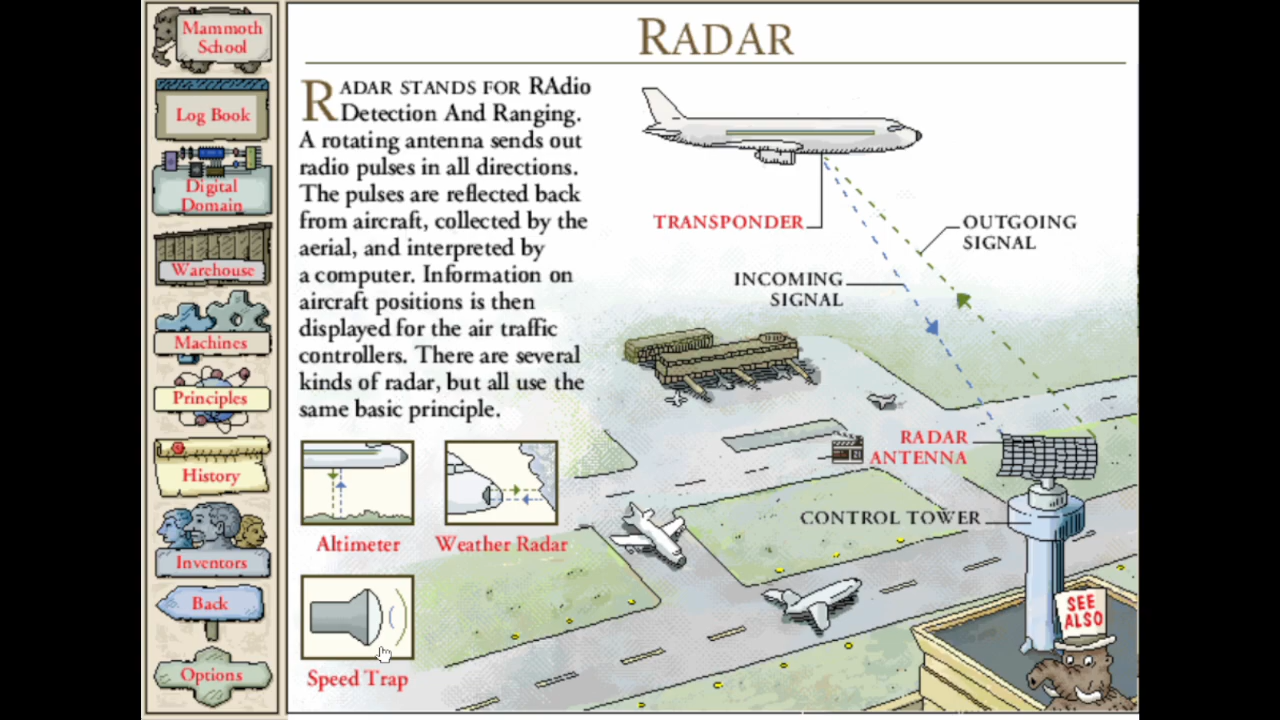 Mammoth
School
Log Book
Digital
Domain
Warehouse
Machines
Principles
History
Inventors
Back
Options
RADAR
RADAR STANDS FOR RAdio
Detection And Ranging.
A rotating antenna sends out
radio pulses in all directions.
The pulses are reflected back
from aircraft, collected by the
aerial, and interpreted by
a computer. Information on
aircraft positions is then
displayed for the air traffic
controllers. There are several
kinds of radar, but all use the
same basic principle.
Altimeter
Weather Radar
Speed Trap
TRANSPONDER
OUTGOING
SIGNAL
INCOMING
SIGNAL
RADAR
ANTENNA
CONTROL TOWER
SEE
ALSO